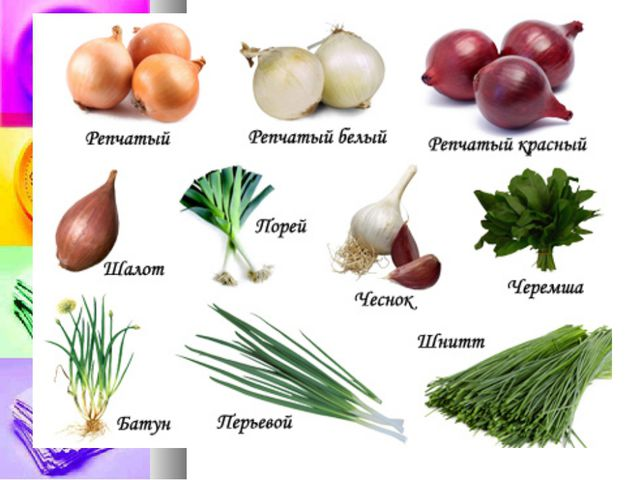 Репчатый
Репчатый белый
Репчатый красный
Шалот
Порей
Чеснок
Черемша
Батун
Перьевой
Шнитт